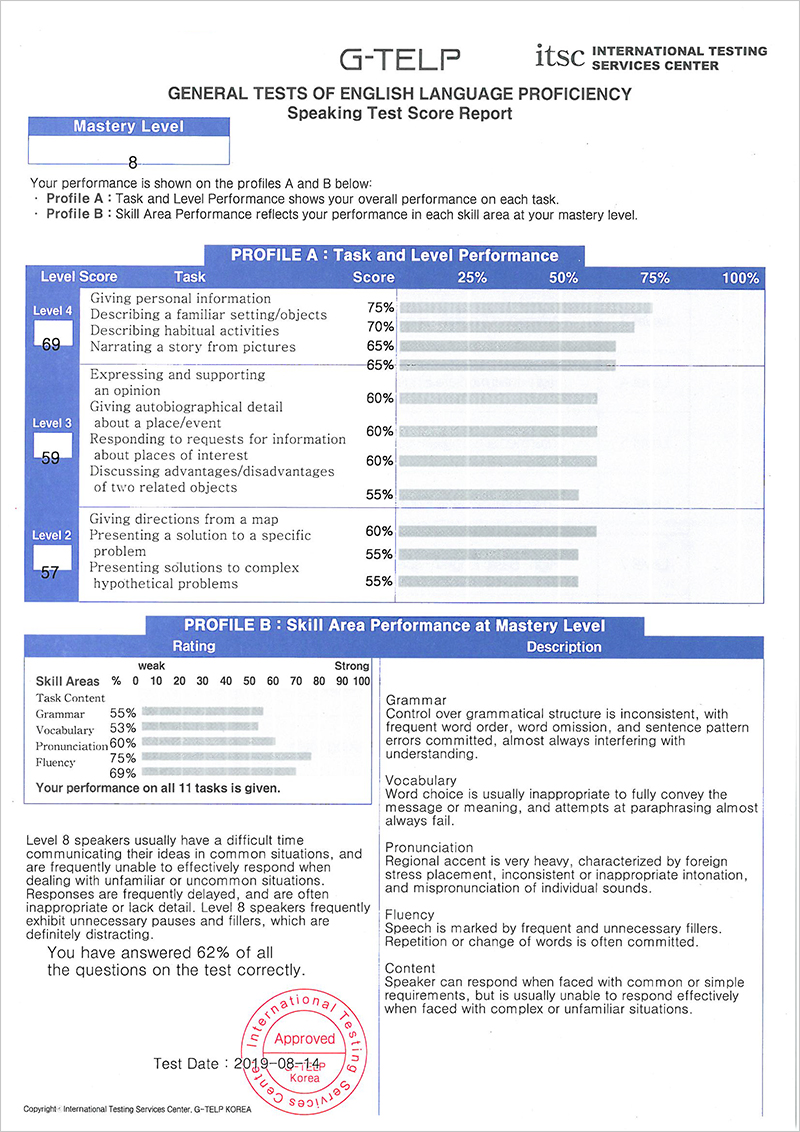 G-TELP
itsc INTERNATIONAL TESTING
SERVICES CENTER
GENERAL TESTS OF ENGLISH LANGUAGE PROFICIENCY
Speaking Test Score Report
Mastery Level
8
Your performance is shown on the profiles A and B below:
· Profile A : Task and Level Performance shows your overall performance on each task.
· Profile B : Skill Area Performance reflects your performance in each skill area at your mastery level.
PROFILE A : Task and Level Performance
Level Score Task Score 25% 50% 75% 100%
Level 4
69
Giving personal information 75%
Describing a familiar setting/objects 70%
Describing habitual activities 65%
Narrating a story from pictures 65%
Level 3
59
Expressing and supporting
an opinion 60%
Giving autobiographical detail
about a place/event 60%
Responding to requests for information
about places of interest 60%
Discussing advantages/disadvantages
of two related objects 55%
Level 2
57
Giving directions from a map 60%
Presenting a solution to a specific
problem 55%
Presenting solutions to complex
hypothetical problems 55%
PROFILE B : Skill Area Performance at Mastery Level
Rating
weak Strong
Skill Areas % 0 10 20 30 40 50 60 70 80 90 100
Task Content
Grammar 55%
Vocabulary 53%
Pronunciation 60%
Fluency 75%
69%
Your performance on all 11 tasks is given.
Level 8 speakers usually have a difficult time
communicating their ideas in common situations, and
are frequently unable to effectively respond when
dealing with unfamiliar or uncommon situations.
Responses are frequently delayed, and are often
inappropriate or lack detail. Level 8 speakers frequently
exhibit unnecessary pauses and fillers, which are
definitely distracting.
You have answered 62% of all
the questions on the test correctly.
Description
Grammar
Control over grammatical structure is inconsistent, with
frequent word order, word omission, and sentence pattern
errors committed, almost always interfering with
understanding.
Vocabulary
Word choice is usually inappropriate to fully convey the
message or meaning, and attempts at paraphrasing almost
always fail.
Pronunciation
Regional accent is very heavy, characterized by foreign
stress placement, inconsistent or inappropriate intonation,
and mispronunciation of individual sounds.
Fluency
Speech is marked by frequent and unnecessary fillers.
Repetition or change of words is often committed.
Content
Speaker can respond when faced with common or simple
requirements, but is usually unable to respond effectively
when faced with complex or unfamiliar situations.
Test Date : 2019-08-14
International Testing Services Center
Approved
G-TELP
Korea
Copyright · International Testing Services Center, G-TELP KOREA